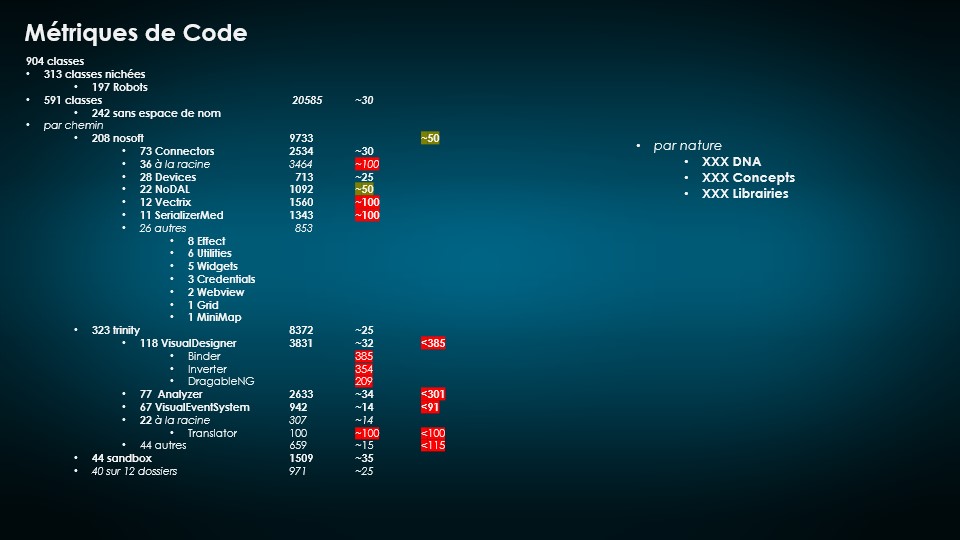 Métriques de Code
904 classes
• 313 classes nichées
• 197 Robots
• 591 classes 20585 ~30
• 242 sans espace de nom
• par chemin
• 208 nosoft 9733 ~50
• 73 Connectors 2534 ~30
• 36 à la racine 3464 ~100
• 28 Devices 713 ~25
• 22 NoDAL 1092 ~50
• 12 Vectrix 1560 ~100
• 11 SerializerMed 1343 ~100
• 26 autres 853
• 8 Effect
• 6 Utilities
• 5 Widgets
• 3 Credentials
• 2 Webview
• 1 Grid
• 1 MiniMap
• 323 trinity 8372 ~25
• 118 VisualDesigner 3831 ~32 <385
• Binder 385
• Inverter 354
• DragableNG 209
• 77 Analyzer 2633 ~34 <301
• 67 VisualEventSystem 942 ~14 <91
• 22 à la racine 307 ~14
• Translator 100 ~100 <100
• 44 autres 659 ~15 <115
• 44 sandbox 1509 ~35
• 40 sur 12 dossiers 971 ~25
• par nature
• XXX DNA
• XXX Concepts
• XXX Librairies